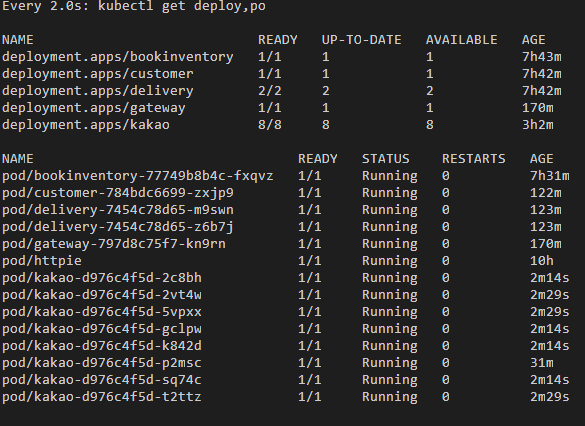 Every 2.0s: kubectl get deploy,po
NAME READY UP-TO-DATE AVAILABLE AGE
deployment.apps/bookinventory 1/1 1 1 7h43m
deployment.apps/customer 1/1 1 1 7h42m
deployment.apps/delivery 2/2 2 2 7h42m
deployment.apps/gateway 1/1 1 1 170m
deployment.apps/kakao 8/8 8 8 3h2m
NAME READY STATUS RESTARTS AGE
pod/bookinventory-77749b8b4c-fxqvz 1/1 Running 0 7h31m
pod/customer-784bdc6699-zxjp9 1/1 Running 0 122m
pod/delivery-7454c78d65-m9swn 1/1 Running 0 123m
pod/delivery-7454c78d65-z6b7j 1/1 Running 0 123m
pod/gateway-797d8c75f7-kn9rn 1/1 Running 0 170m
pod/httpie 1/1 Running 0 10h
pod/kakao-d976c4f5d-2c8bh 1/1 Running 0 2m14s
pod/kakao-d976c4f5d-2vt4w 1/1 Running 0 2m29s
pod/kakao-d976c4f5d-5vpxx 1/1 Running 0 2m29s
pod/kakao-d976c4f5d-gclpw 1/1 Running 0 2m14s
pod/kakao-d976c4f5d-k842d 1/1 Running 0 2m14s
pod/kakao-d976c4f5d-p2msc 1/1 Running 0 31m
pod/kakao-d976c4f5d-sq74c 1/1 Running 0 2m14s
pod/kakao-d976c4f5d-t2ttz 1/1 Running 0 2m29s